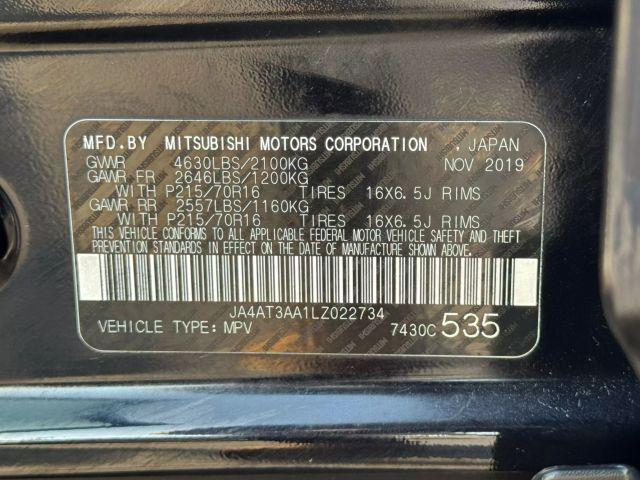 MFD.BY MITSUBISHI MOTORS CORPORATION . JAPAN
GVWR 4630LBS/2100KG NOV 2019
GAWR FR 2646LBS/1200KG
WITH P215/70R16 TIRES 16X6.5J RIMS
GAWR RR 2557LBS/1160KG
WITH P215/70R16 TIRES 16X6.5J RIMS
THIS VEHICLE CONFORMS TO ALL APPLICABLE FEDERAL MOTOR VEHICLE SAFETY AND THEFT
PREVENTION STANDARDS IN EFFECT ON THE DATE OF MANUFACTURE SHOWN ABOVE.
JA4AT3AA1LZ022734
VEHICLE TYPE: MPV 7430C 535